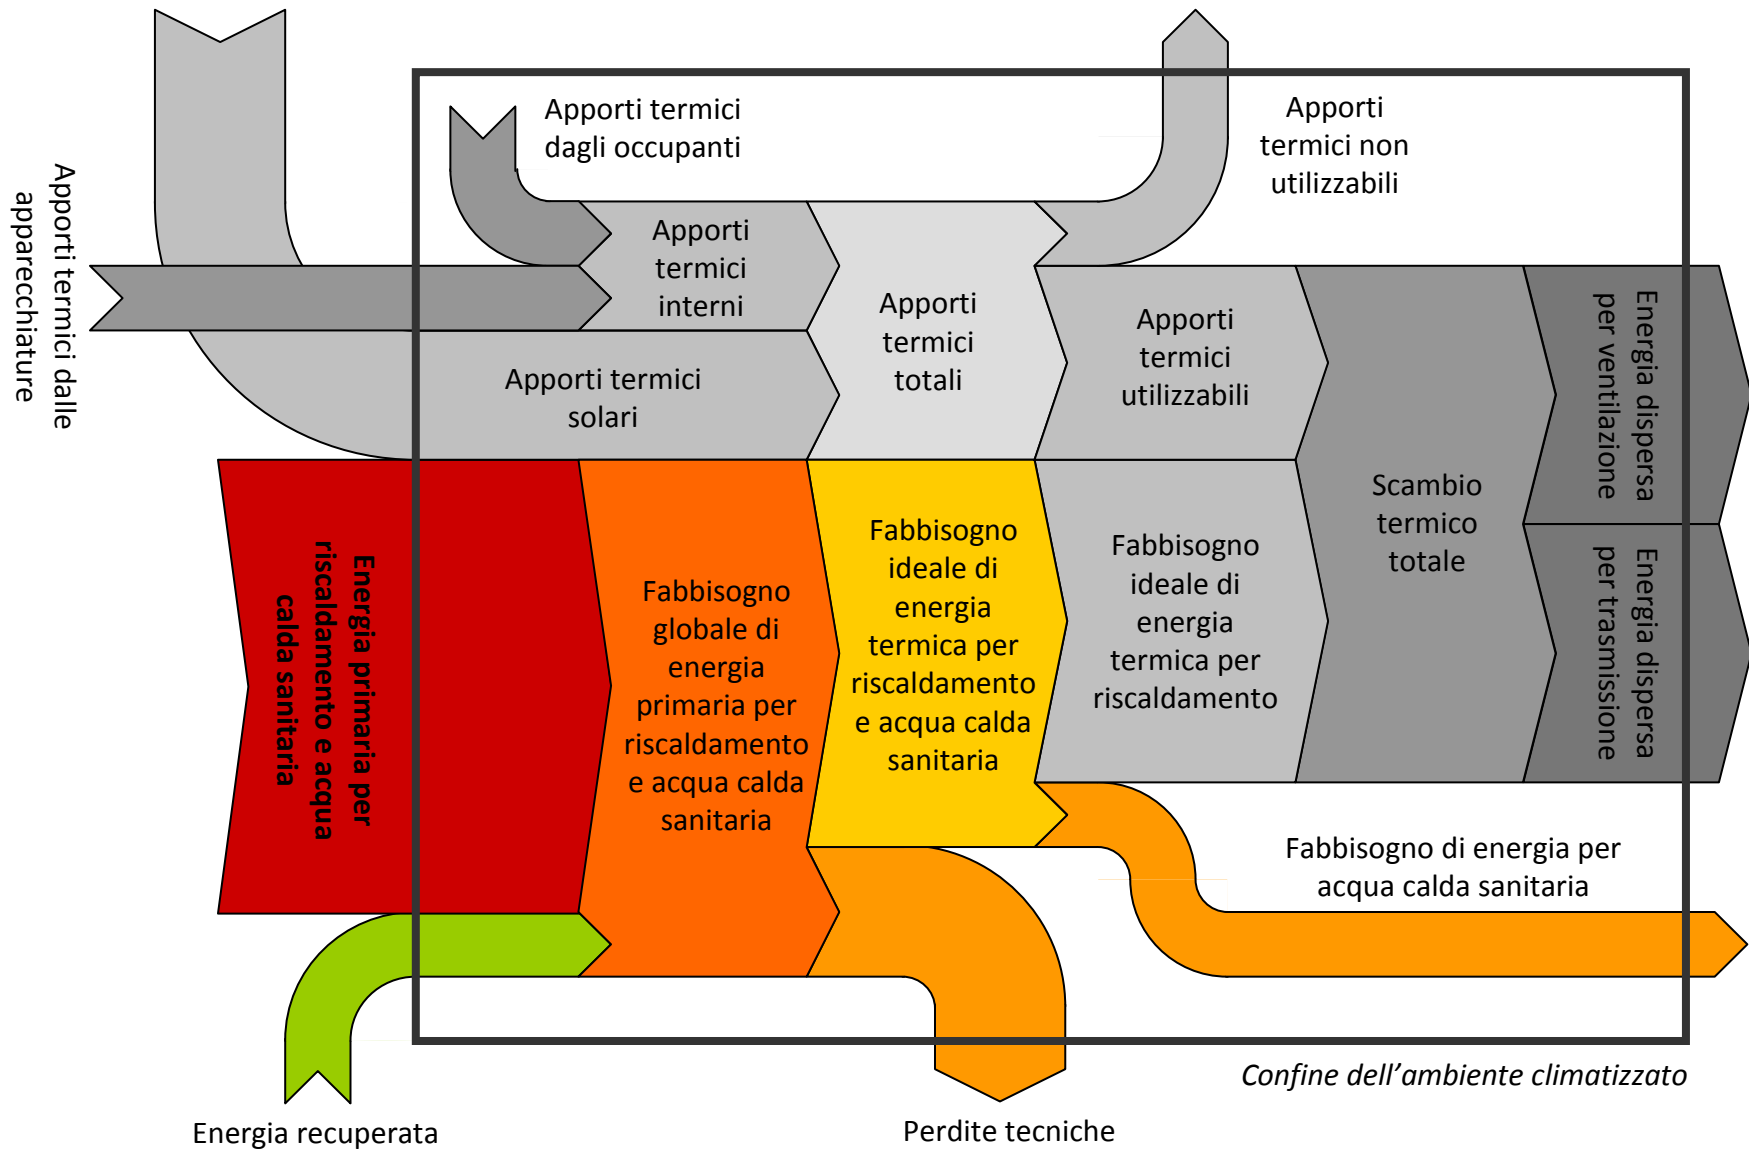 Apporti termici
dagli occupanti
Apporti
termici non
utilizzabili
Apporti termici dalle
apparecchiature
Apporti
termici
interni
Apporti
termici
totali
Apporti
termici
utilizzabili
Energia dispersa
per ventilazione
Apporti termici
solari
Scambio
termico
totale
Energia primaria per
riscaldamento e acqua
calda sanitaria
Fabbisogno
globale di
energia
primaria per
riscaldamento
e acqua calda
sanitaria
Fabbisogno
ideale di
energia
termica per
riscaldamento
e acqua calda
sanitaria
Fabbisogno
ideale di
energia
termica per
riscaldamento
Energia dispersa
per trasmissione
Fabbisogno di energia per
acqua calda sanitaria
Confine dell’ambiente climatizzato
Energia recuperata
Perdite tecniche